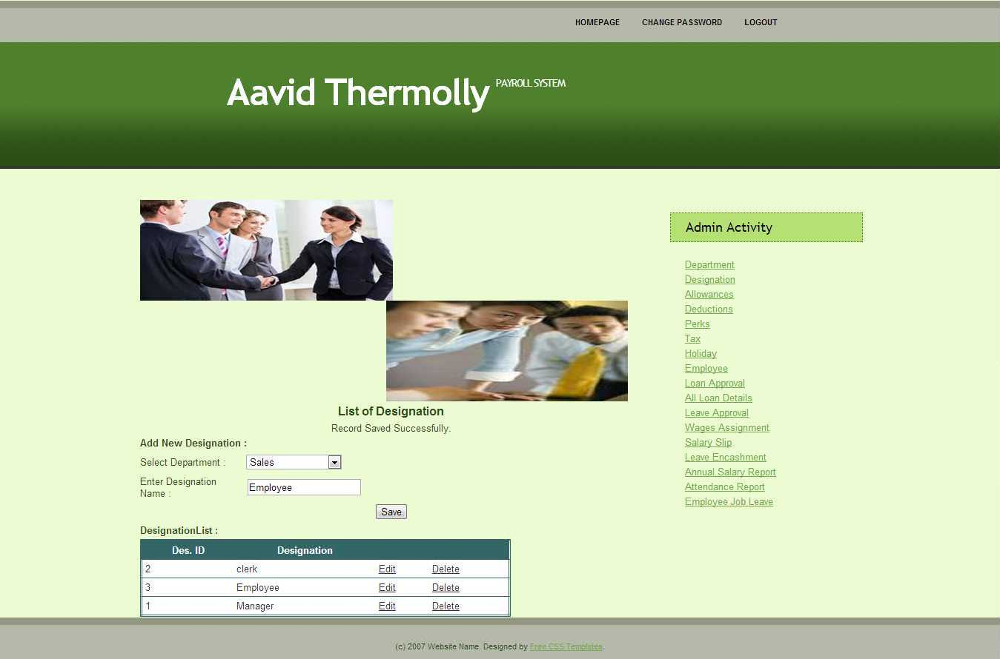 HOMEPAGE CHANGE PASSWORD LOGOUT
Aavid Thermolly PAYROLL SYSTEM
Admin Activity
Department
Designation
Allowances
Deductions
Perks
Tax
Holiday
Employee
Loan Approval
All Loan Details
Leave Approval
Wages Assignment
Salary Slip
Leave Encashment
Annual Salary Report
Attendance Report
Employee Job Leave
List of Designation
Record Saved Successfully.
Add New Designation :
Select Department : Sales
Enter Designation
Name : Employee
Save
DesignationList :
Des. ID Designation
2 clerk Edit Delete
3 Employee Edit Delete
1 Manager Edit Delete
(c) 2007 Website Name. Designed by Free CSS Templates.